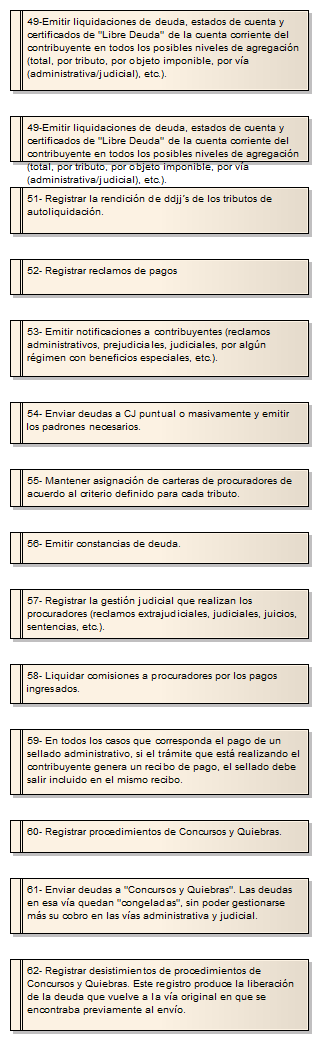 49-Emitir liquidaciones de deuda, estados de cuenta y
certificados de "Libre Deuda" de la cuenta corriente del
contribuyente en todos los posibles niveles de agregación
(total, por tributo, por objeto imponible, por vía
(administrativa/judicial), etc.).
49-Emitir liquidaciones de deuda, estados de cuenta y
certificados de "Libre Deuda" de la cuenta corriente del
contribuyente en todos los posibles niveles de agregación
(total, por tributo, por objeto imponible, por vía
(administrativa/judicial), etc.).
51- Registrar la rendición de ddjj's de los tributos de
autoliquidación.
52- Registrar reclamos de pagos
53- Emitir notificaciones a contribuyentes (reclamos
administrativos, prejudiciales, judiciales, por algún
régimen con beneficios especiales, etc.).
54- Enviar deudas a CJ puntual o masivamente y emitir
los padrones necesarios.
55- Mantener asignación de carteras de procuradores de
acuerdo al criterio definido para cada tributo.
56- Emitir constancias de deuda.
57- Registrar la gestión judicial que realizan los
procuradores (reclamos extrajudiciales, judiciales, juicios,
sentencias, etc.).
58- Liquidar comisiones a procuradores por los pagos
ingresados.
59- En todos los casos que corresponda el pago de un
sellado administrativo, si el trámite que está realizando el
contribuyente genera un recibo de pago, el sellado debe
salir incluido en el mismo recibo.
60- Registrar procedimientos de Concursos y Quiebras.
61- Enviar deudas a "Concursos y Quiebras". Las deudas
en esa vía quedan "congeladas", sin poder gestionarse
más su cobro en las vías administrativa y judicial.
62- Registrar desistimientos de procedimientos de
Concursos y Quiebras. Este registro produce la liberación
de la deuda que vuelve a la vía original en que se
encontraba previamente al envío.